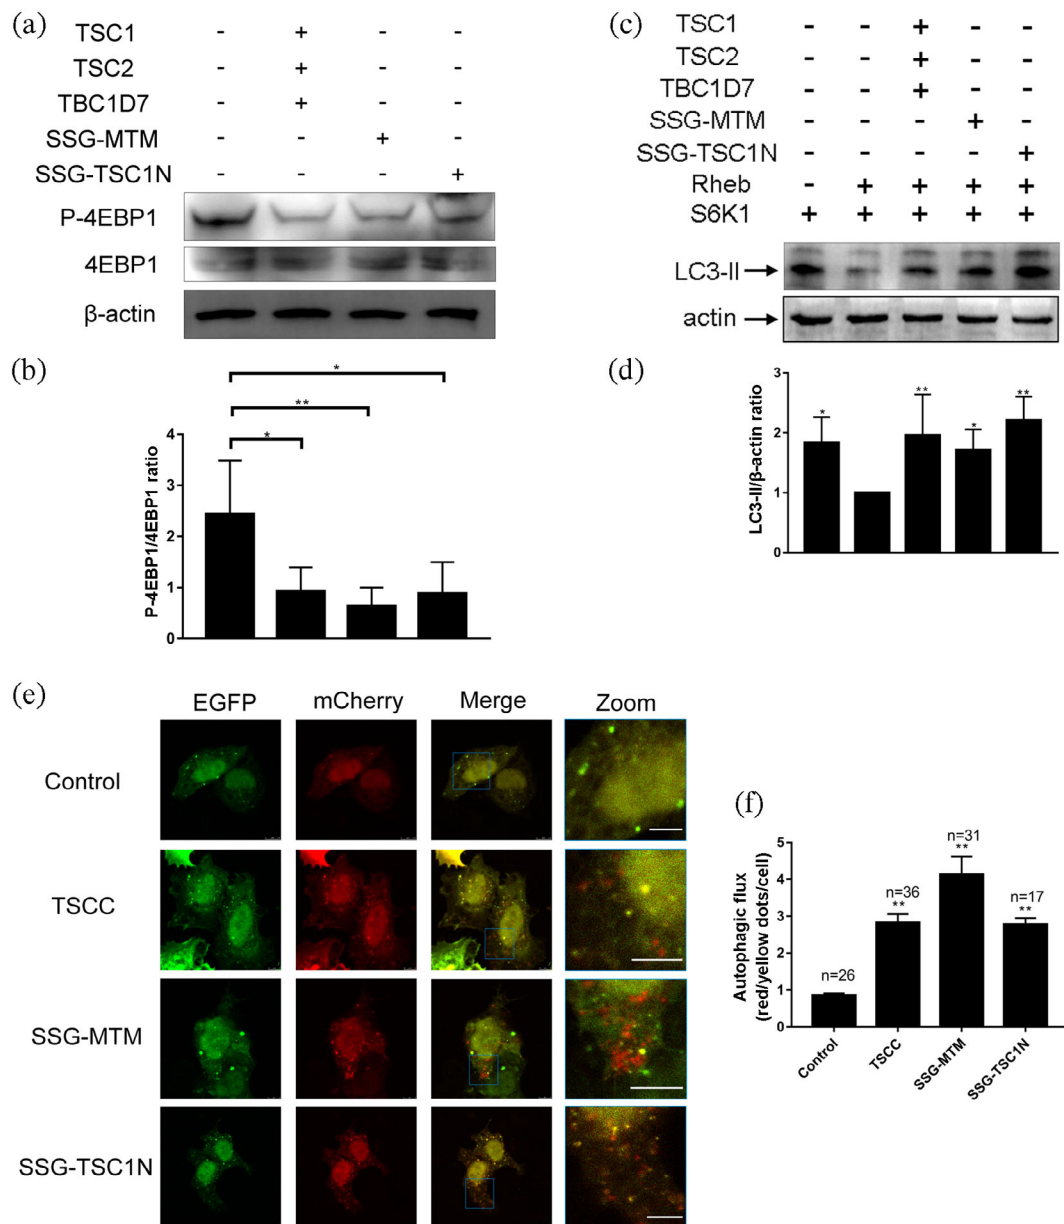 (a)
TSC1 - + - -
TSC2 - + - -
TBC1D7 - + - -
SSG-MTM - - + -
SSG-TSC1N - - - +
P-4EBP1
4EBP1
β-actin
(b)
*
**
*
P-4EBP1/4EBP1 ratio
4
3
2
1
0
(c)
TSC1 - - + - -
TSC2 - - + - -
TBC1D7 - - + - -
SSG-MTM - - - + -
SSG-TSC1N - - - - +
Rheb - + + + +
S6K1 + + + + +
LC3-II
actin
(d)
LC3-II/β-actin ratio
3
2
1
0
* ** * **
(e)
EGFP mCherry Merge Zoom
Control
TSCC
SSG-MTM
SSG-TSC1N
(f)
Autophagic flux
(red/yellow dots/cell)
5
4
3
2
1
0
n=26
n=36
**
n=31
**
n=17
**
Control TSCC SSG-MTM SSG-TSC1N